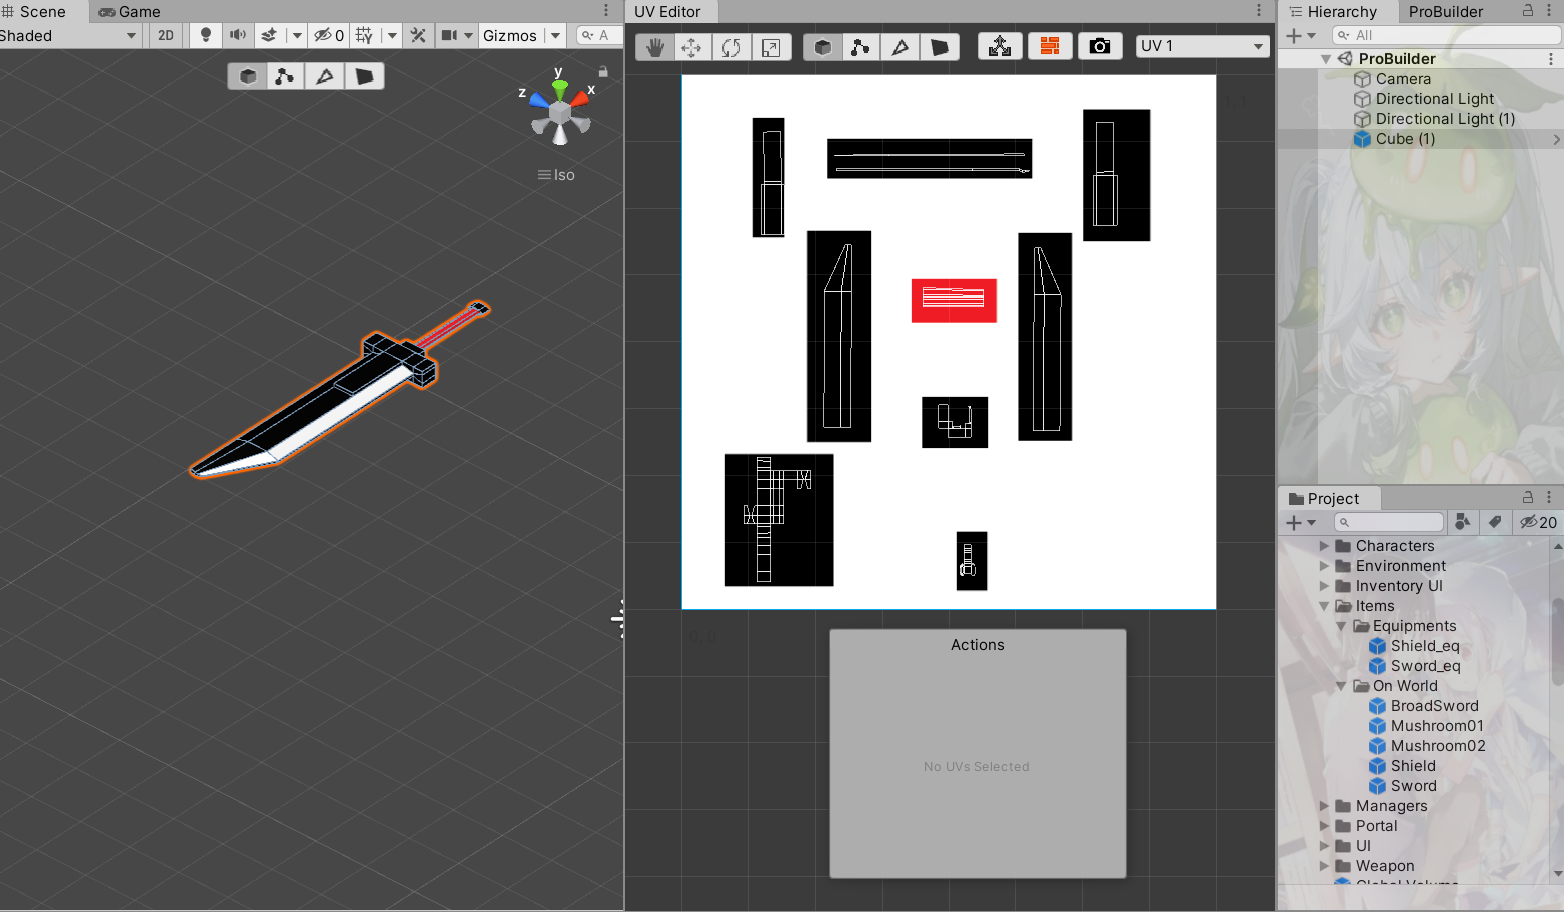 Scene
Game
Shaded
2D
0
Gizmos
A
y
z
x
Iso
UV Editor
UV 1
Actions
No UVs Selected
Hierarchy
ProBuilder
All
ProBuilder
Camera
Directional Light
Directional Light (1)
Cube (1)
Project
20
Characters
Environment
Inventory UI
Items
Equipments
Shield_eq
Sword_eq
On World
BroadSword
Mushroom01
Mushroom02
Shield
Sword
Managers
Portal
UI
Weapon
Global Volume